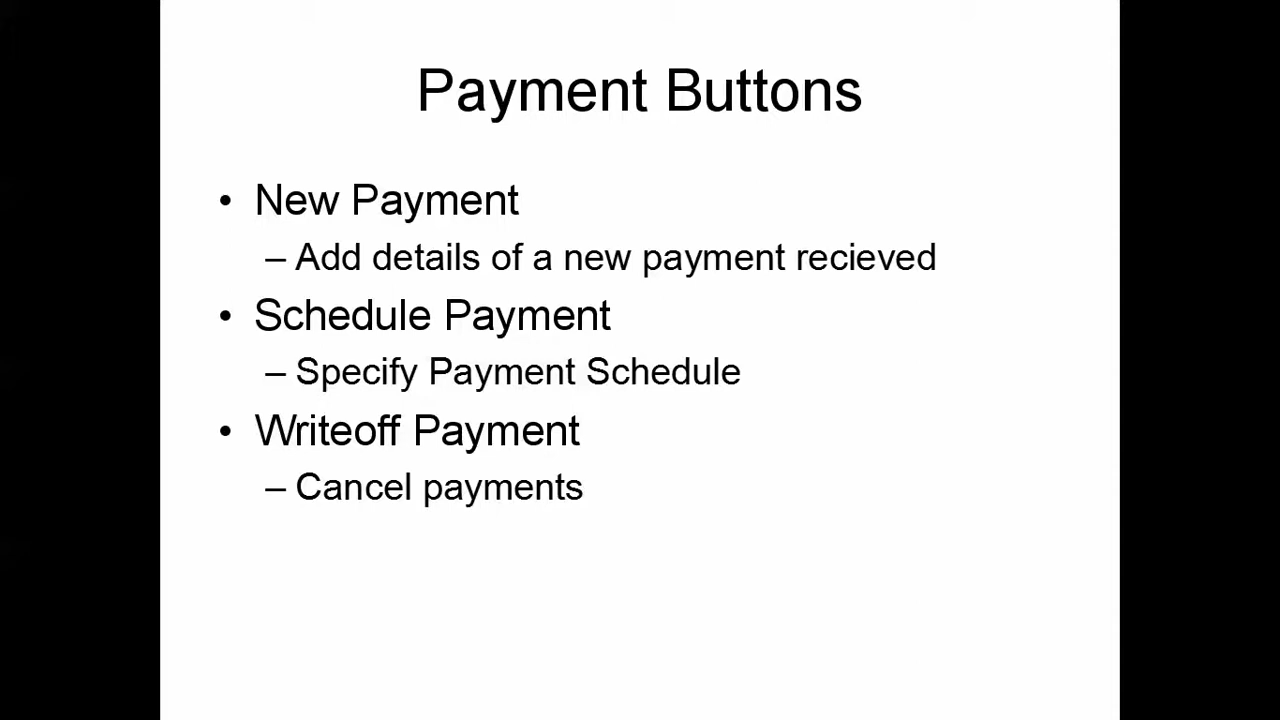 Payment Buttons
• New Payment
– Add details of a new payment recieved
• Schedule Payment
– Specify Payment Schedule
• Writeoff Payment
– Cancel payments